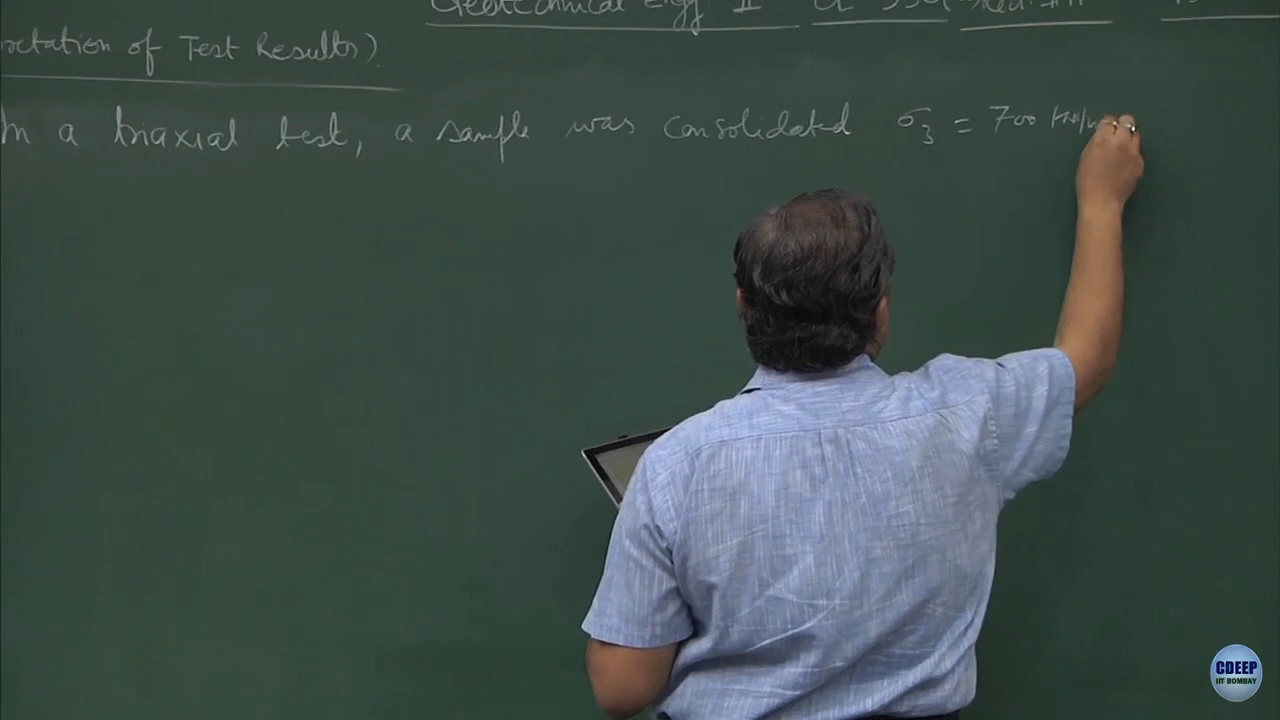 Geotechnical Engg. II
Interpretation of Test Results)
In a triaxial test, a sample was consolidated σ3 = 700 kN/
CDEEP
IIT BOMBAY